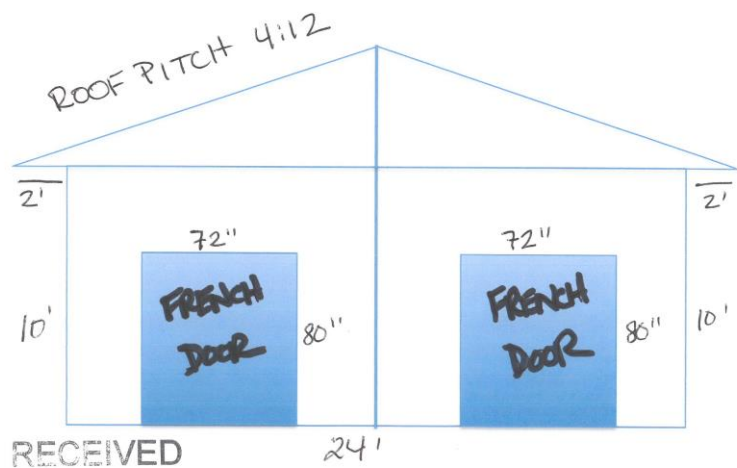 ROOF PITCH 4:12
2'
2'
72"
72"
FRENCH
DOOR
FRENCH
DOOR
10'
80"
80"
10'
RECEIVED
24'